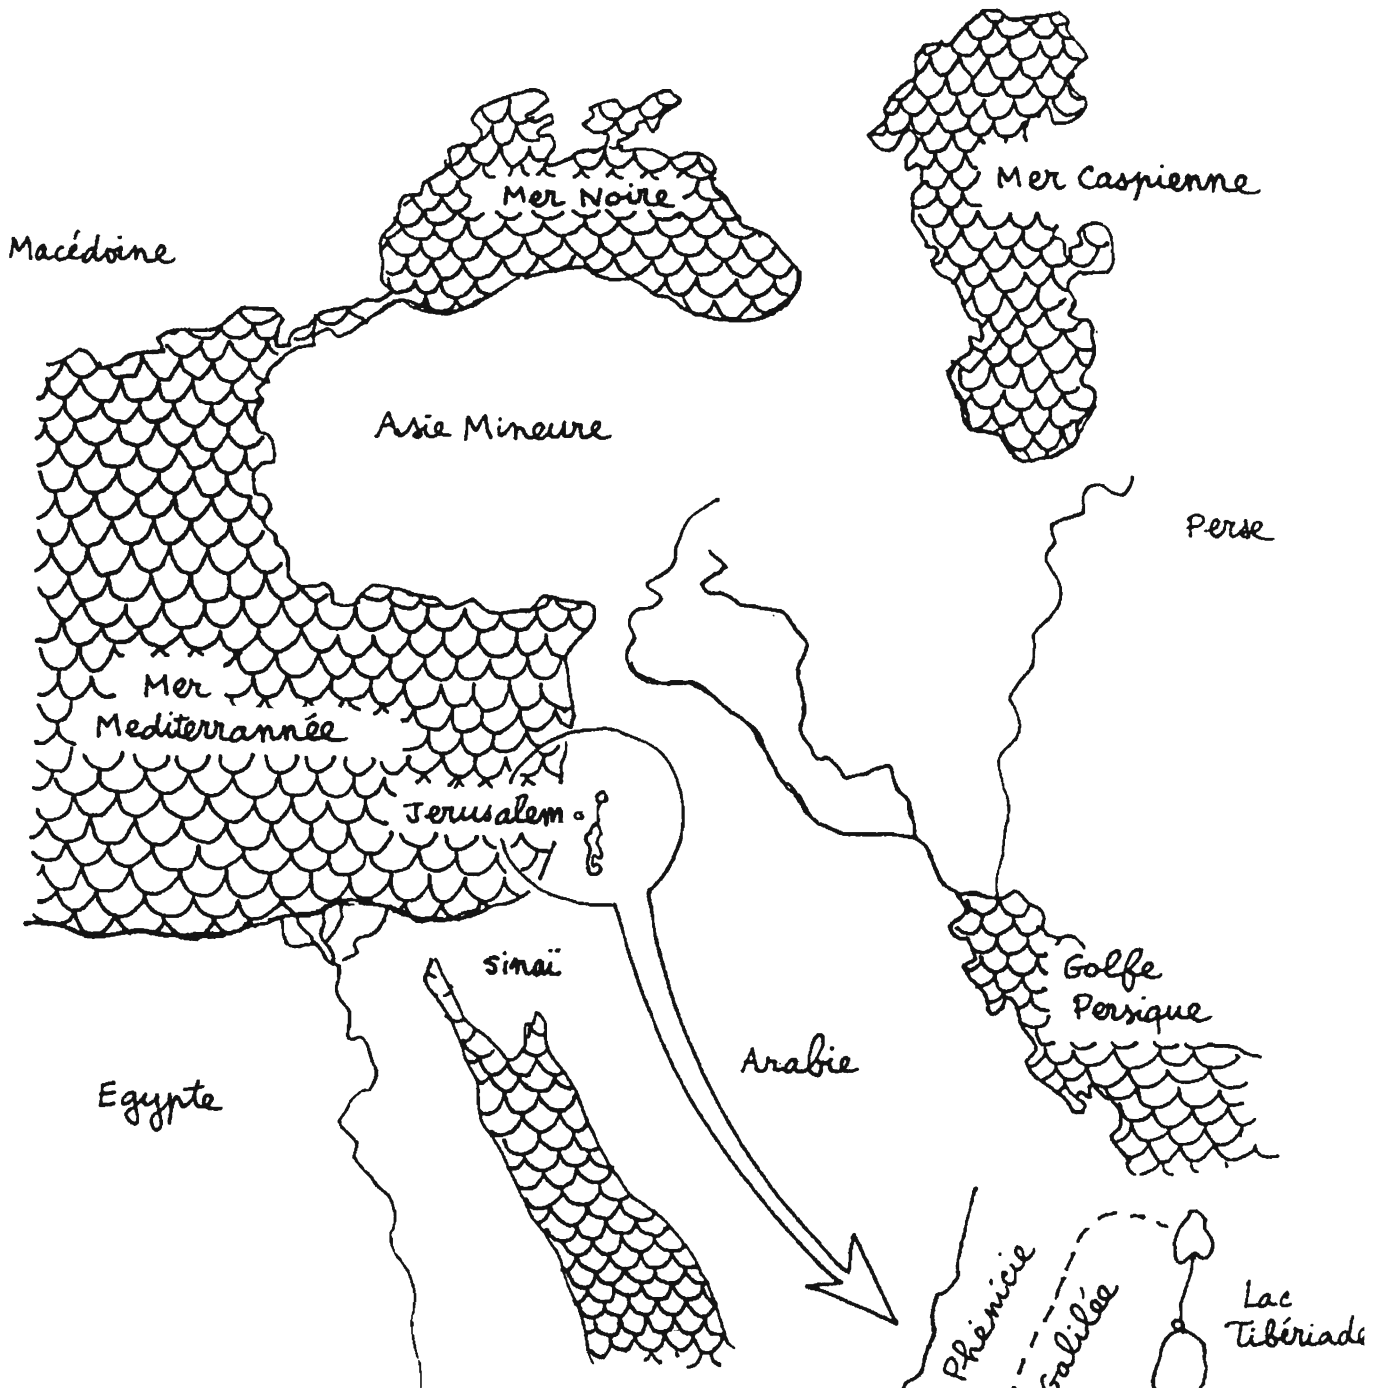 Mer Noire
Mer Caspienne
Macédoine
Asie Mineure
Perse
Mer
Mediterrannée
Jerusalem
Sinaï
Golfe
Persique
Arabie
Egypte
Phénicie
Galilée
Lac
Tibériade